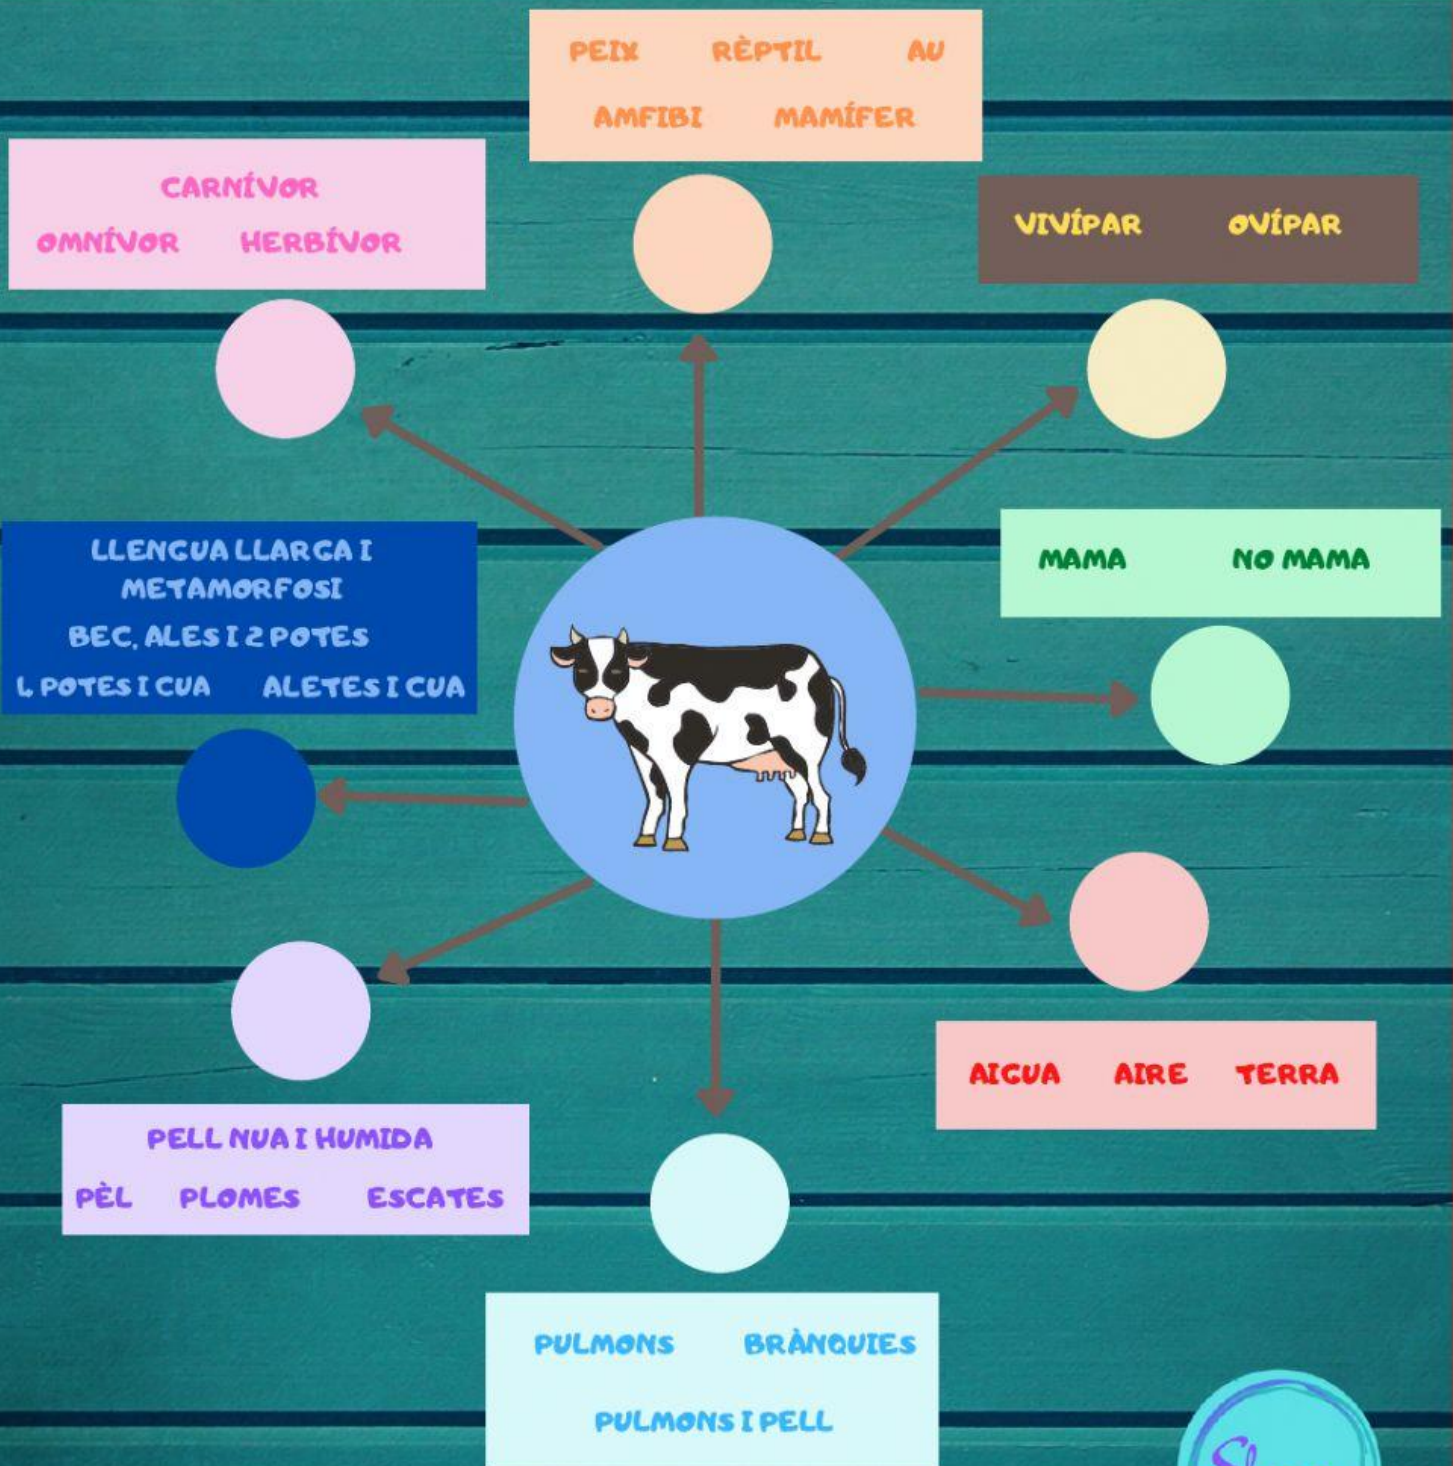 PEIX RÈPTIL AU
AMFIBI MAMÍFER
CARNÍVOR
OMNÍVOR HERBÍVOR
VIVÍPAR OVÍPAR
LLENGUA LLARGA I
METAMORFOSI
BEC, ALES I 2 POTES
4 POTES I CUA ALETES I CUA
MAMA NO MAMA
AIGUA AIRE TERRA
PELL NUA I HUMIDA
PÈL PLOMES ESCATES
PULMONS BRÀNQUIES
PULMONS I PELL